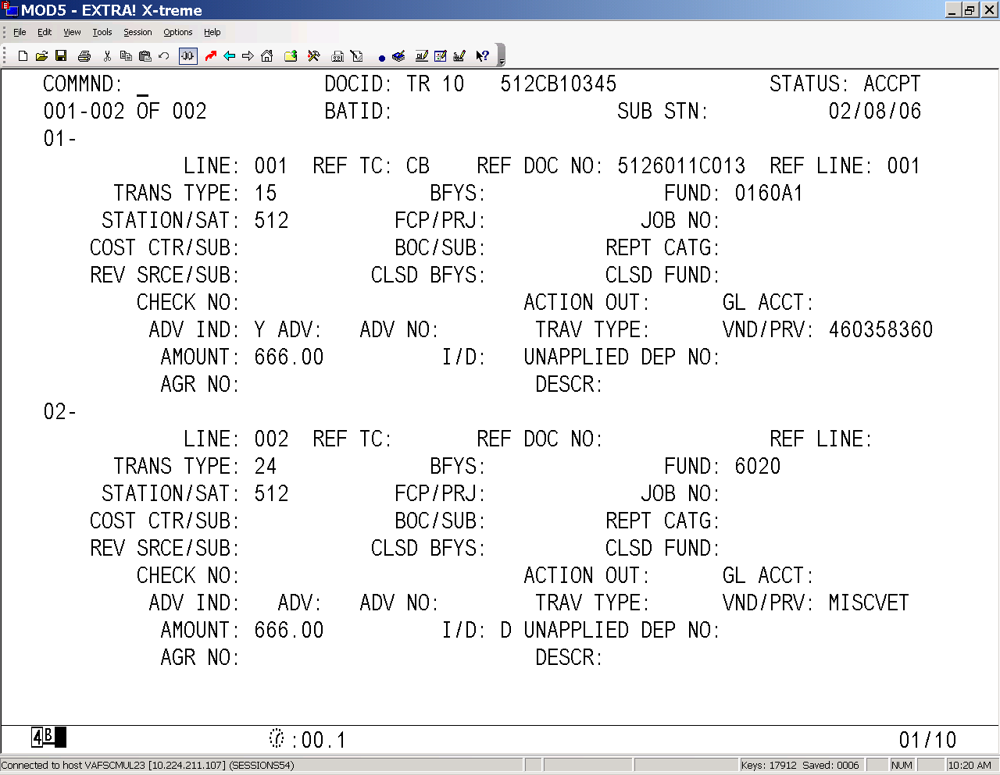 MOD5 - EXTRA! X-treme
File Edit View Tools Session Options Help
COMMND: _ DOCID: TR 10 512CB10345 STATUS: ACCPT
001-002 OF 002 BATID: SUB STN: 02/08/06
01-
LINE: 001 REF TC: CB REF DOC NO: 5126011C013 REF LINE: 001
TRANS TYPE: 15 BFYS: FUND: 0160A1
STATION/SAT: 512 FCP/PRJ: JOB NO:
COST CTR/SUB: BOC/SUB: REPT CATG:
REV SRCE/SUB: CLSD BFYS: CLSD FUND:
CHECK NO: ACTION OUT: GL ACCT:
ADV IND: Y ADV: ADV NO: TRAV TYPE: VND/PRV: 460358360
AMOUNT: 666.00 I/D: UNAPPLIED DEP NO:
AGR NO: DESCR:
02-
LINE: 002 REF TC: REF DOC NO: REF LINE:
TRANS TYPE: 24 BFYS: FUND: 6020
STATION/SAT: 512 FCP/PRJ: JOB NO:
COST CTR/SUB: BOC/SUB: REPT CATG:
REV SRCE/SUB: CLSD BFYS: CLSD FUND:
CHECK NO: ACTION OUT: GL ACCT:
ADV IND: ADV: ADV NO: TRAV TYPE: VND/PRV: MISCVET
AMOUNT: 666.00 I/D: D UNAPPLIED DEP NO:
AGR NO: DESCR:
4B :00.1 01/10
Connected to host VAFSCMUL23 [10.224.211.107] (SESSIONS54) Keys: 17912 Saved: 0006 NUM 10:20 AM